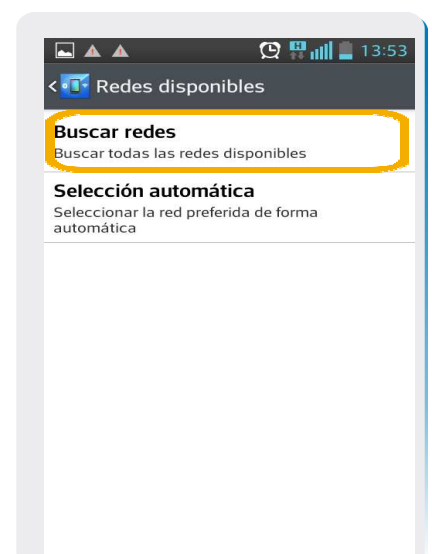 H 13:53
Redes disponibles
Buscar redes
Buscar todas las redes disponibles
Selección automática
Seleccionar la red preferida de forma
automática